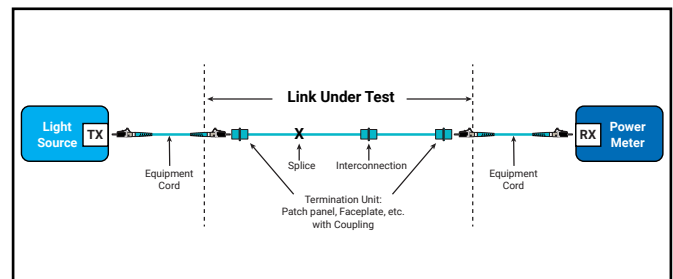 Link Under Test
Light
Source
TX
RX
Power
Meter
Equipment
Cord
Splice
X
Interconnection
Equipment
Cord
Termination Unit:
Patch panel, Faceplate, etc.
with Coupling